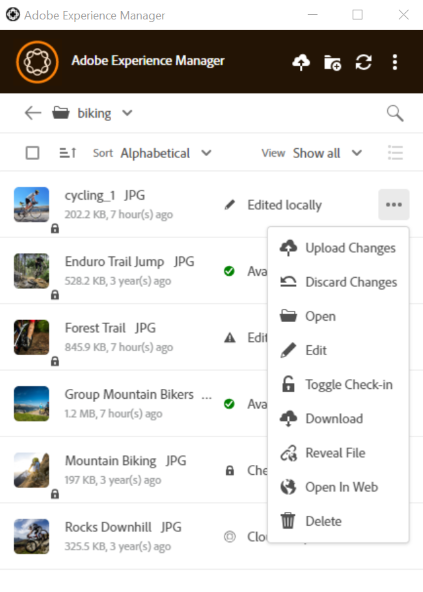 Adobe Experience Manager
Adobe Experience Manager
biking
Sort Alphabetical View Show all
cycling_1 JPG
202.2 KB, 7 hour(s) ago
Edited locally
Upload Changes
Enduro Trail Jump JPG
528.2 KB, 3 year(s) ago
Ava
Discard Changes
Open
Forest Trail JPG
845.9 KB, 7 hour(s) ago
Edit
Toggle Check-in
Group Mountain Bikers ...
1.2 MB, 7 hour(s) ago
Ava
Download
Reveal File
Mountain Biking JPG
197 KB, 3 year(s) ago
Che
Open In Web
Rocks Downhill JPG
325.5 KB, 3 year(s) ago
Clo
Delete